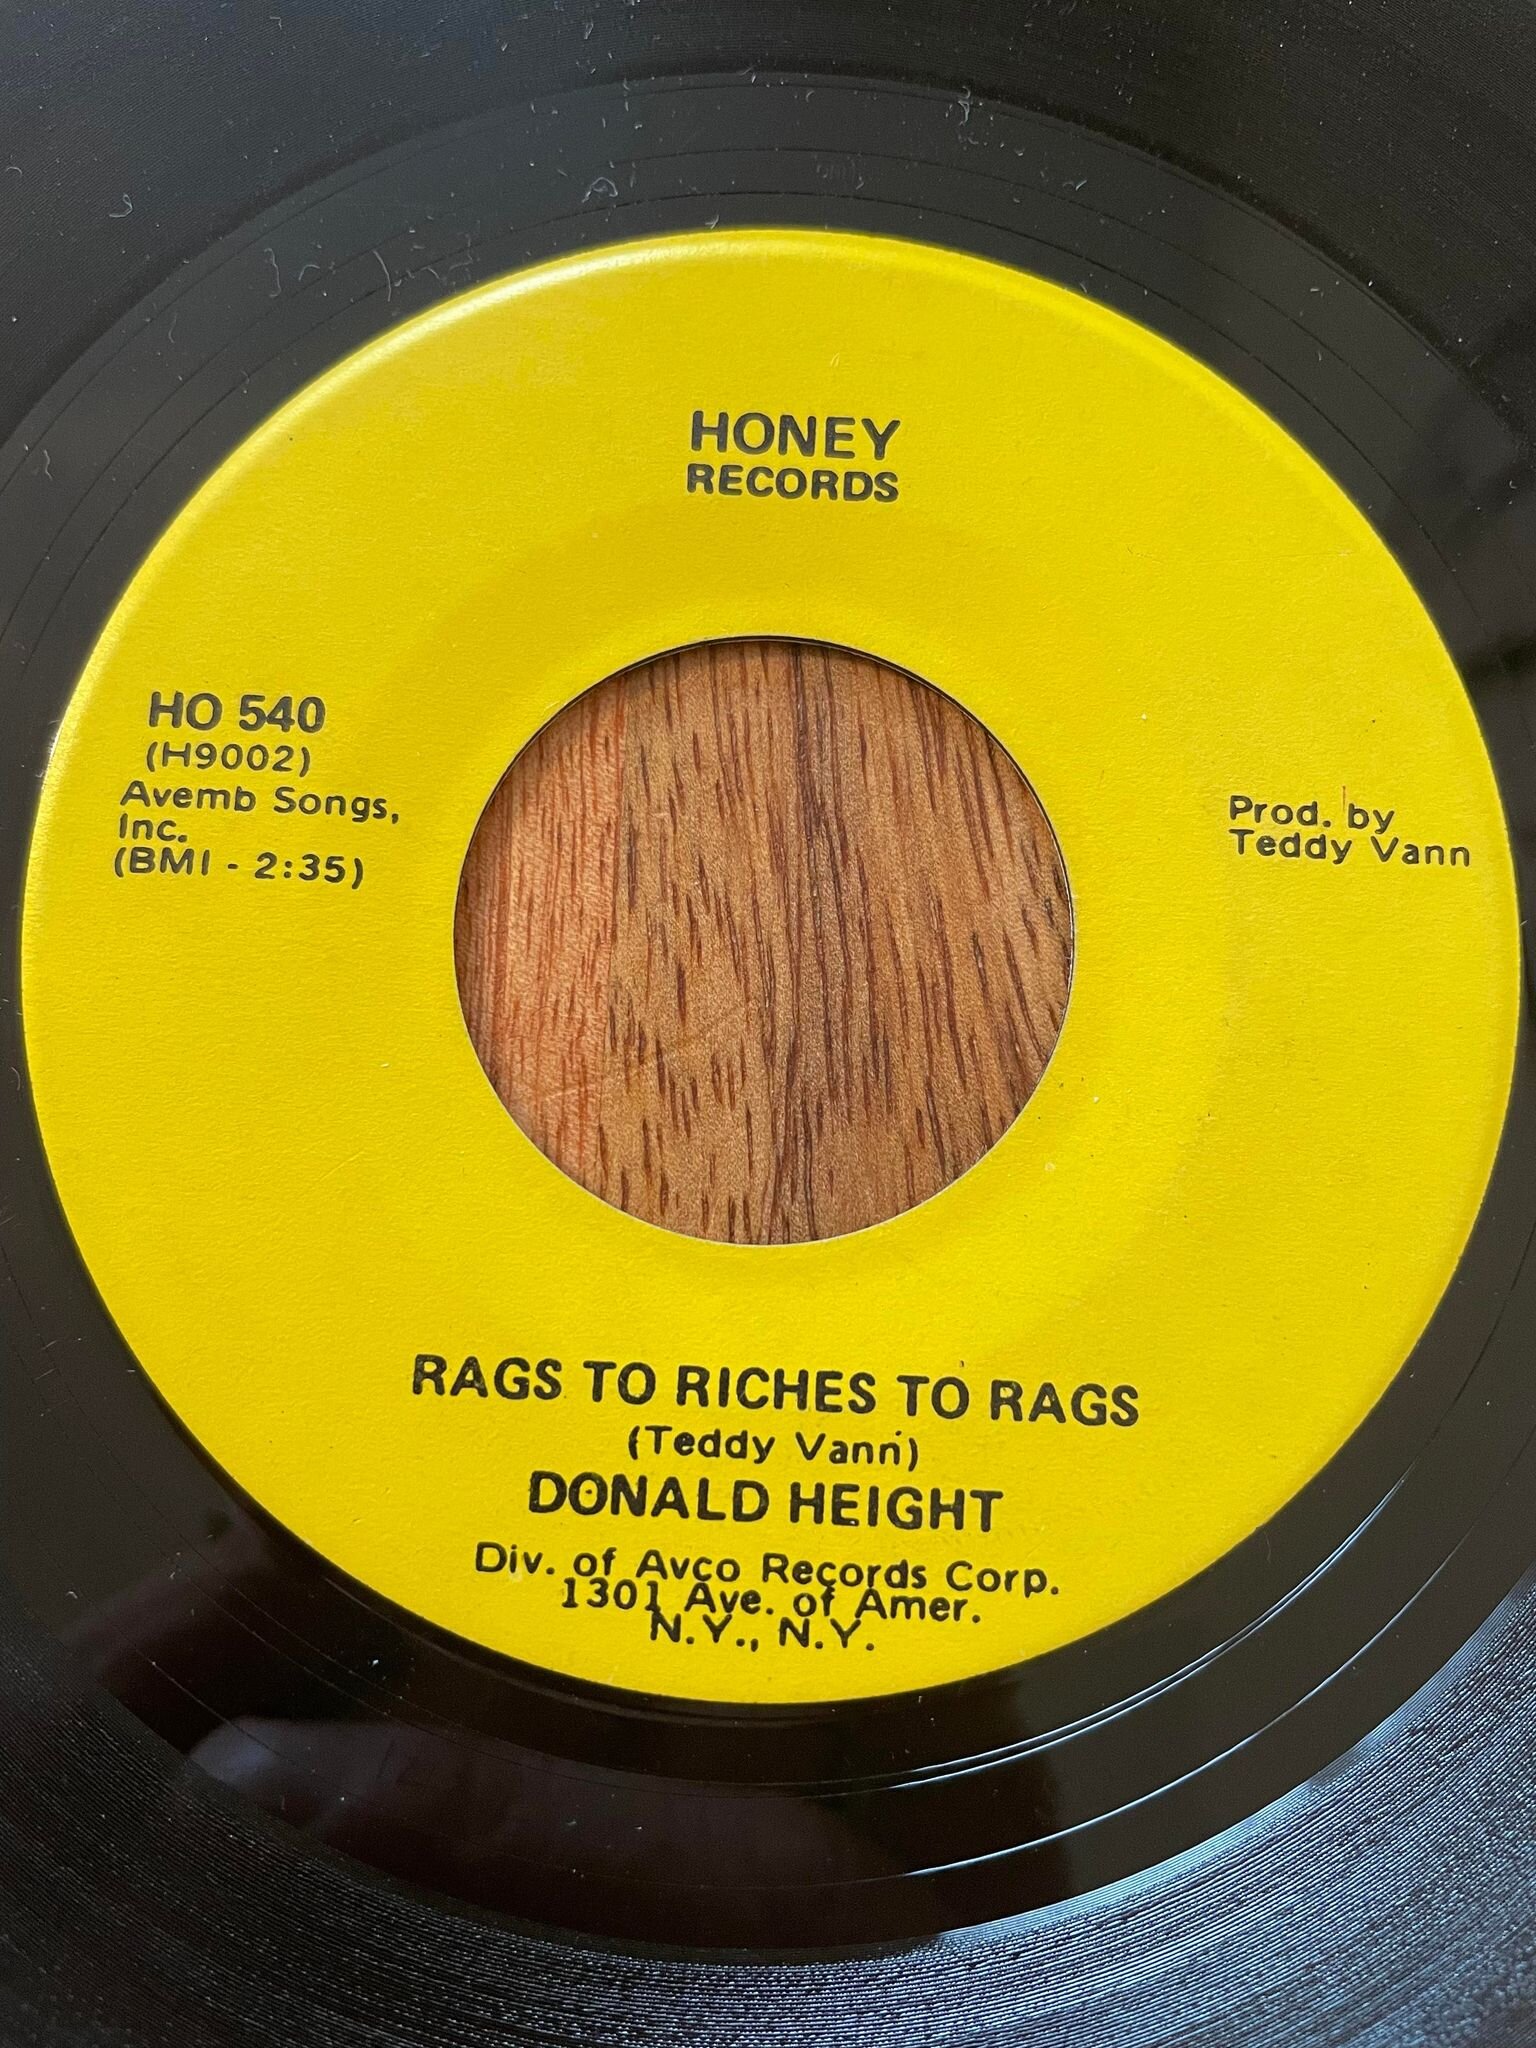 HONEY
RECORDS
HO 540
(H9002)
Avemb Songs,
Inc.
(BMI - 2:35)
Prod. by
Teddy Vann
RAGS TO RICHES TO RAGS
(Teddy Vann)
DONALD HEIGHT
Div. of Avco Records Corp.
1301 Ave. of Amer.
N.Y., N.Y.